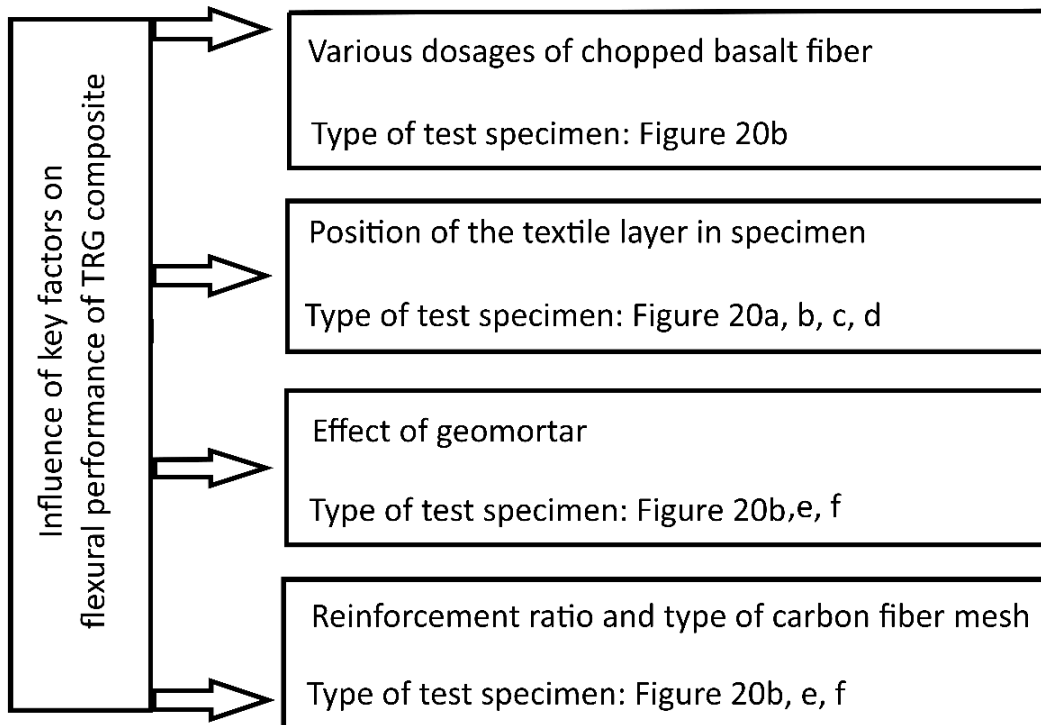 Influence of key factors on
flexural performance of TRG composite
Various dosages of chopped basalt fiber
Type of test specimen: Figure 20b
Position of the textile layer in specimen
Type of test specimen: Figure 20a, b, c, d
Effect of geomortar
Type of test specimen: Figure 20b,e, f
Reinforcement ratio and type of carbon fiber mesh
Type of test specimen: Figure 20b, e, f